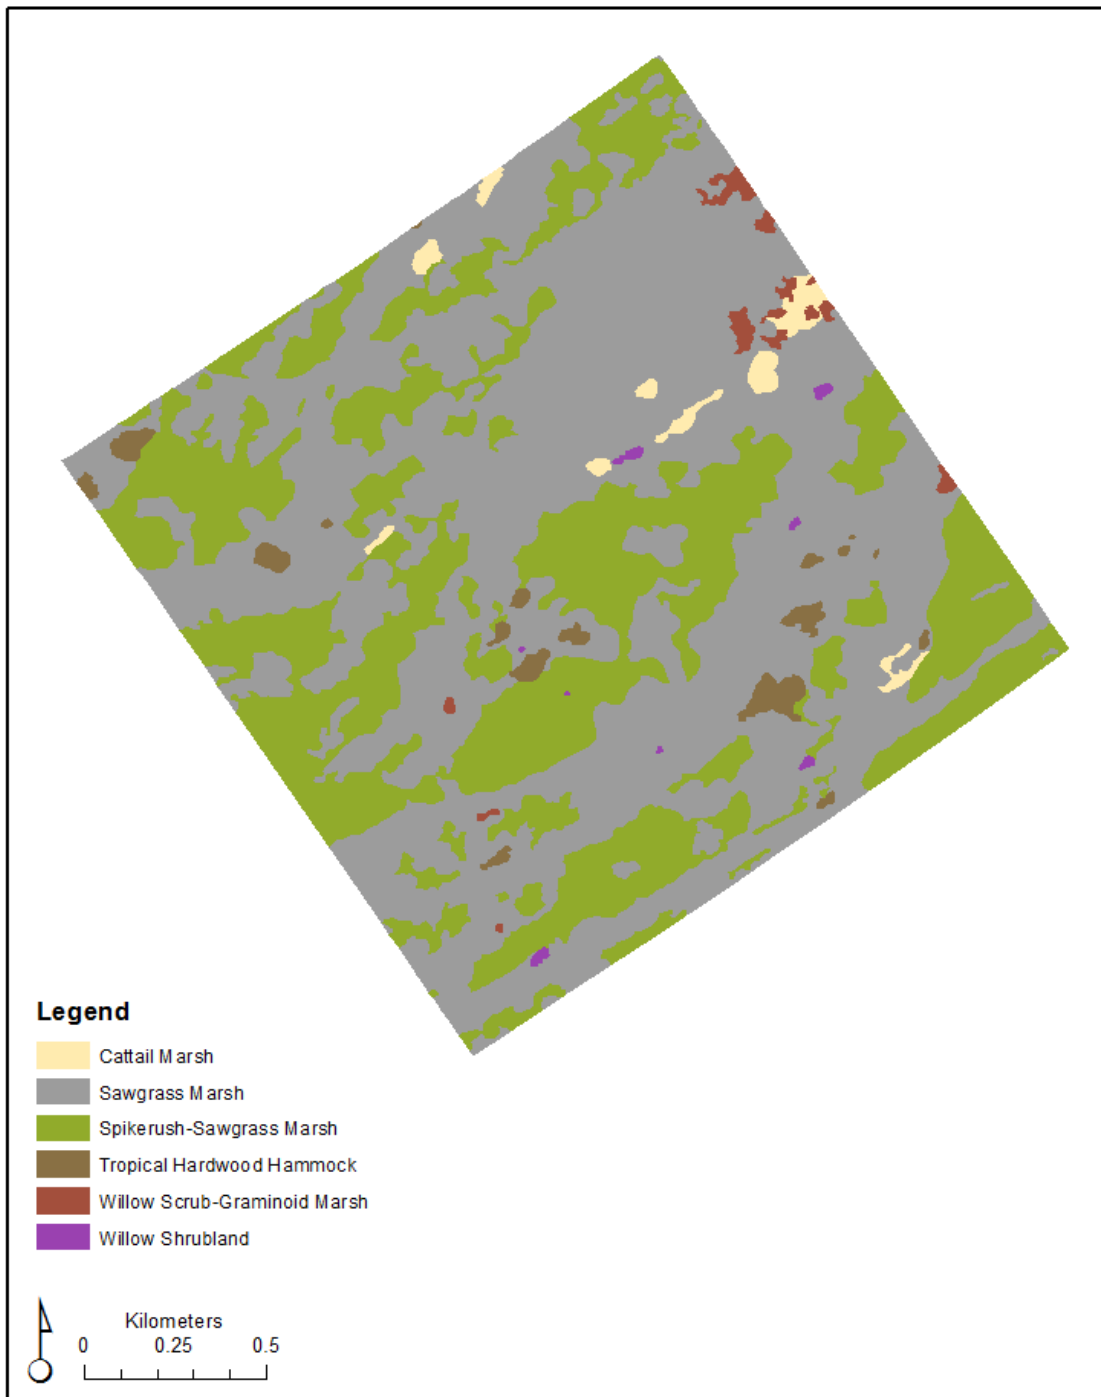 Legend
Cattail Marsh
Sawgrass Marsh
Spikerush-Sawgrass Marsh
Tropical Hardwood Hammock
Willow Scrub-Graminoid Marsh
Willow Shrubland
Kilometers
0 0.25 0.5